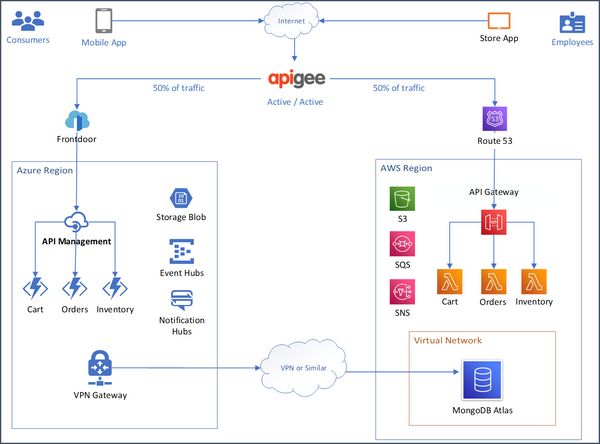 Consumers
Mobile App
Internet
Store App
Employees
apigee
50% of traffic
50% of traffic
Active / Active
Frontdoor
53
Route 53
Azure Region
AWS Region
API Gateway
Storage Blob
S3
API Management
Event Hubs
SQS
Cart
Orders
Inventory
Notification
Hubs
SNS
Cart
Orders
Inventory
Virtual Network
VPN or Similar
VPN Gateway
MongoDB Atlas